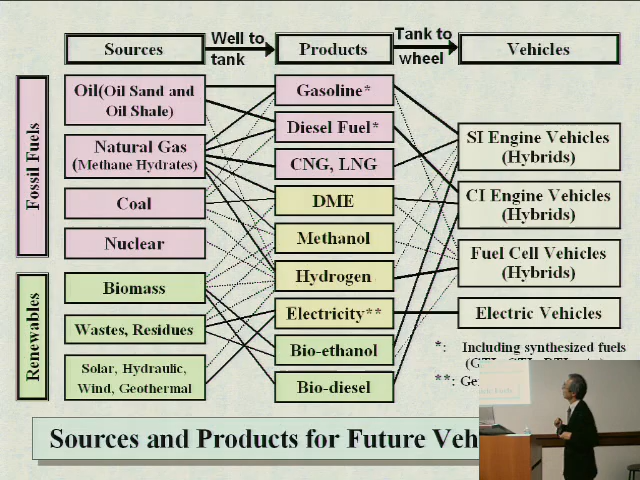 Sources
Well to
tank
Products
Tank to
wheel
Vehicles
Fossil Fuels
Oil(Oil Sand and
Oil Shale)
Natural Gas
(Methane Hydrates)
Coal
Nuclear
Renewables
Biomass
Wastes, Residues
Solar, Hydraulic,
Wind, Geothermal
Gasoline*
Diesel Fuel*
CNG, LNG
DME
Methanol
Hydrogen
Electricity**
Bio-ethanol
Bio-diesel
SI Engine Vehicles
(Hybrids)
CI Engine Vehicles
(Hybrids)
Fuel Cell Vehicles
(Hybrids)
Electric Vehicles
*: Including synthesized fuels
**:
Sources and Products for Future